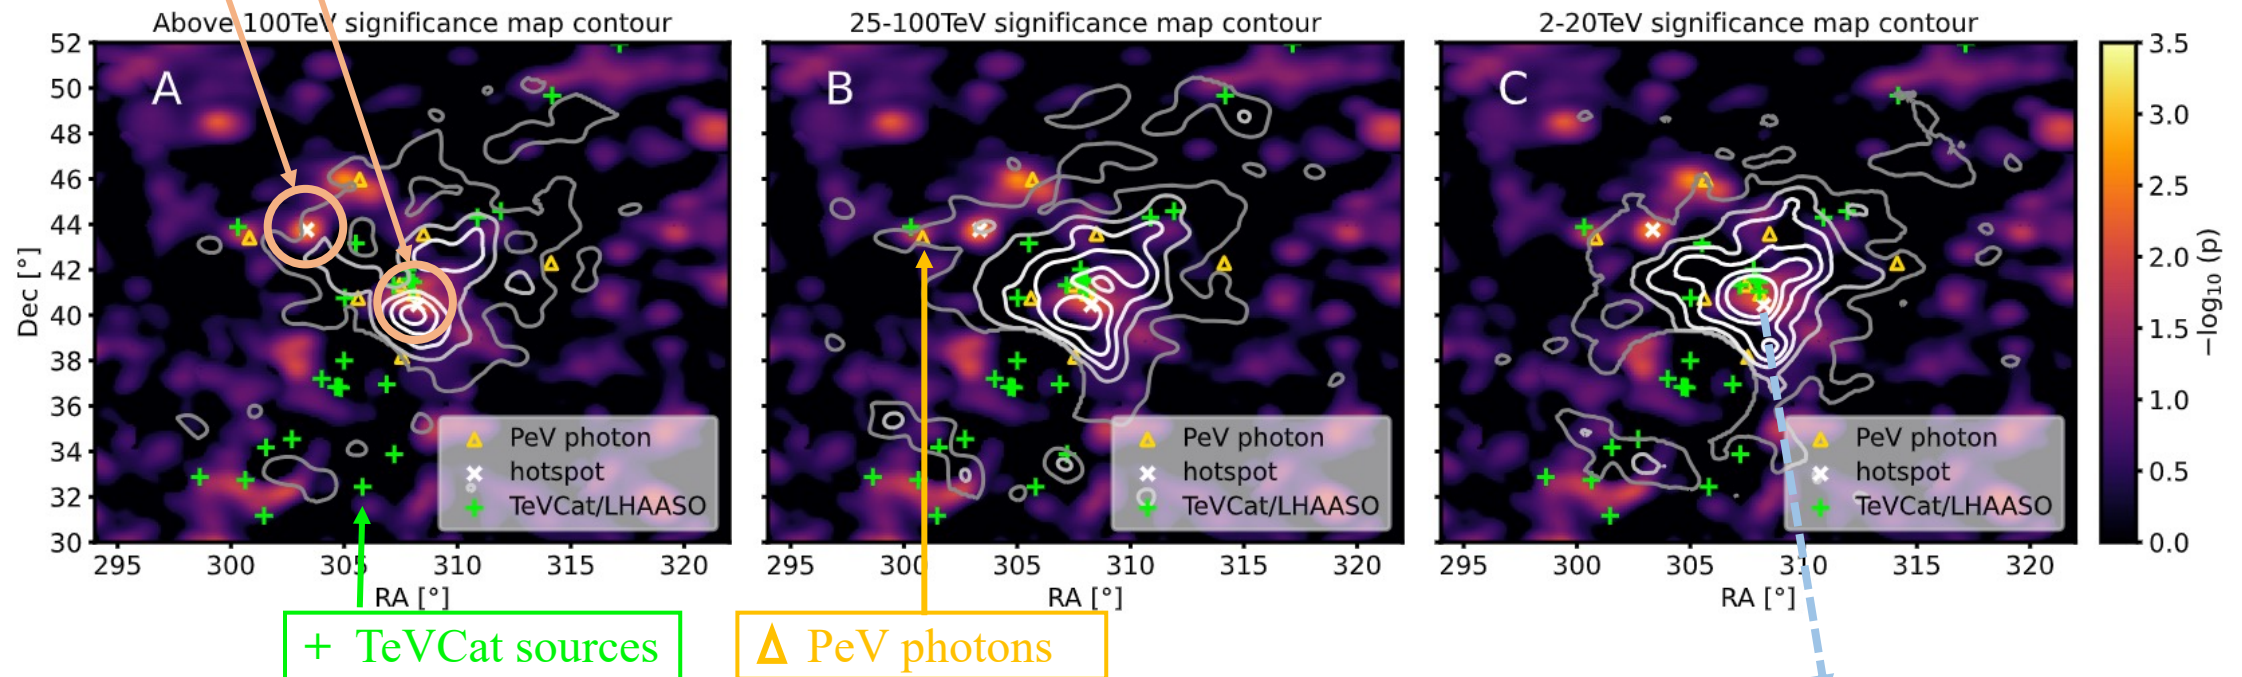 Above 100TeV significance map contour
25-100TeV significance map contour
2-20TeV significance map contour
A
B
C
52
50
48
46
44
42
40
38
36
34
32
30
Dec [°]
295 300 305 310 315 320
RA [°]
295 300 305 310 315 320
RA [°]
295 300 305 310 315 320
RA [°]
PeV photon
hotspot
TeVCat/LHAASO
PeV photon
hotspot
TeVCat/LHAASO
PeV photon
hotspot
TeVCat/LHAASO
3.5
3.0
2.5
2.0
1.5
1.0
0.5
0.0
−log₁₀ (p)
+ TeVCat sources
Δ PeV photons